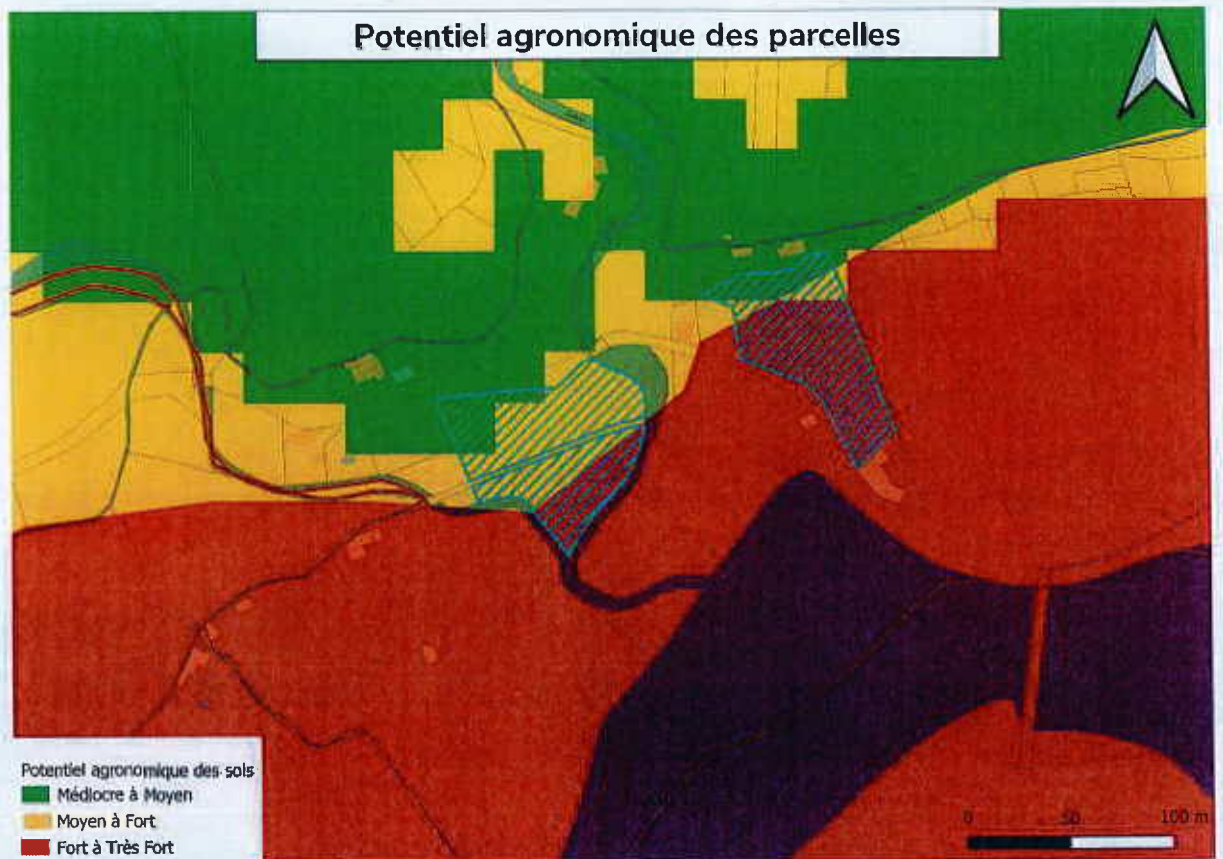 Potentiel agronomique des parcelles
Potentiel agronomique des sols
Médiocre à Moyen
Moyen à Fort
Fort à Très Fort
0 50 100 m